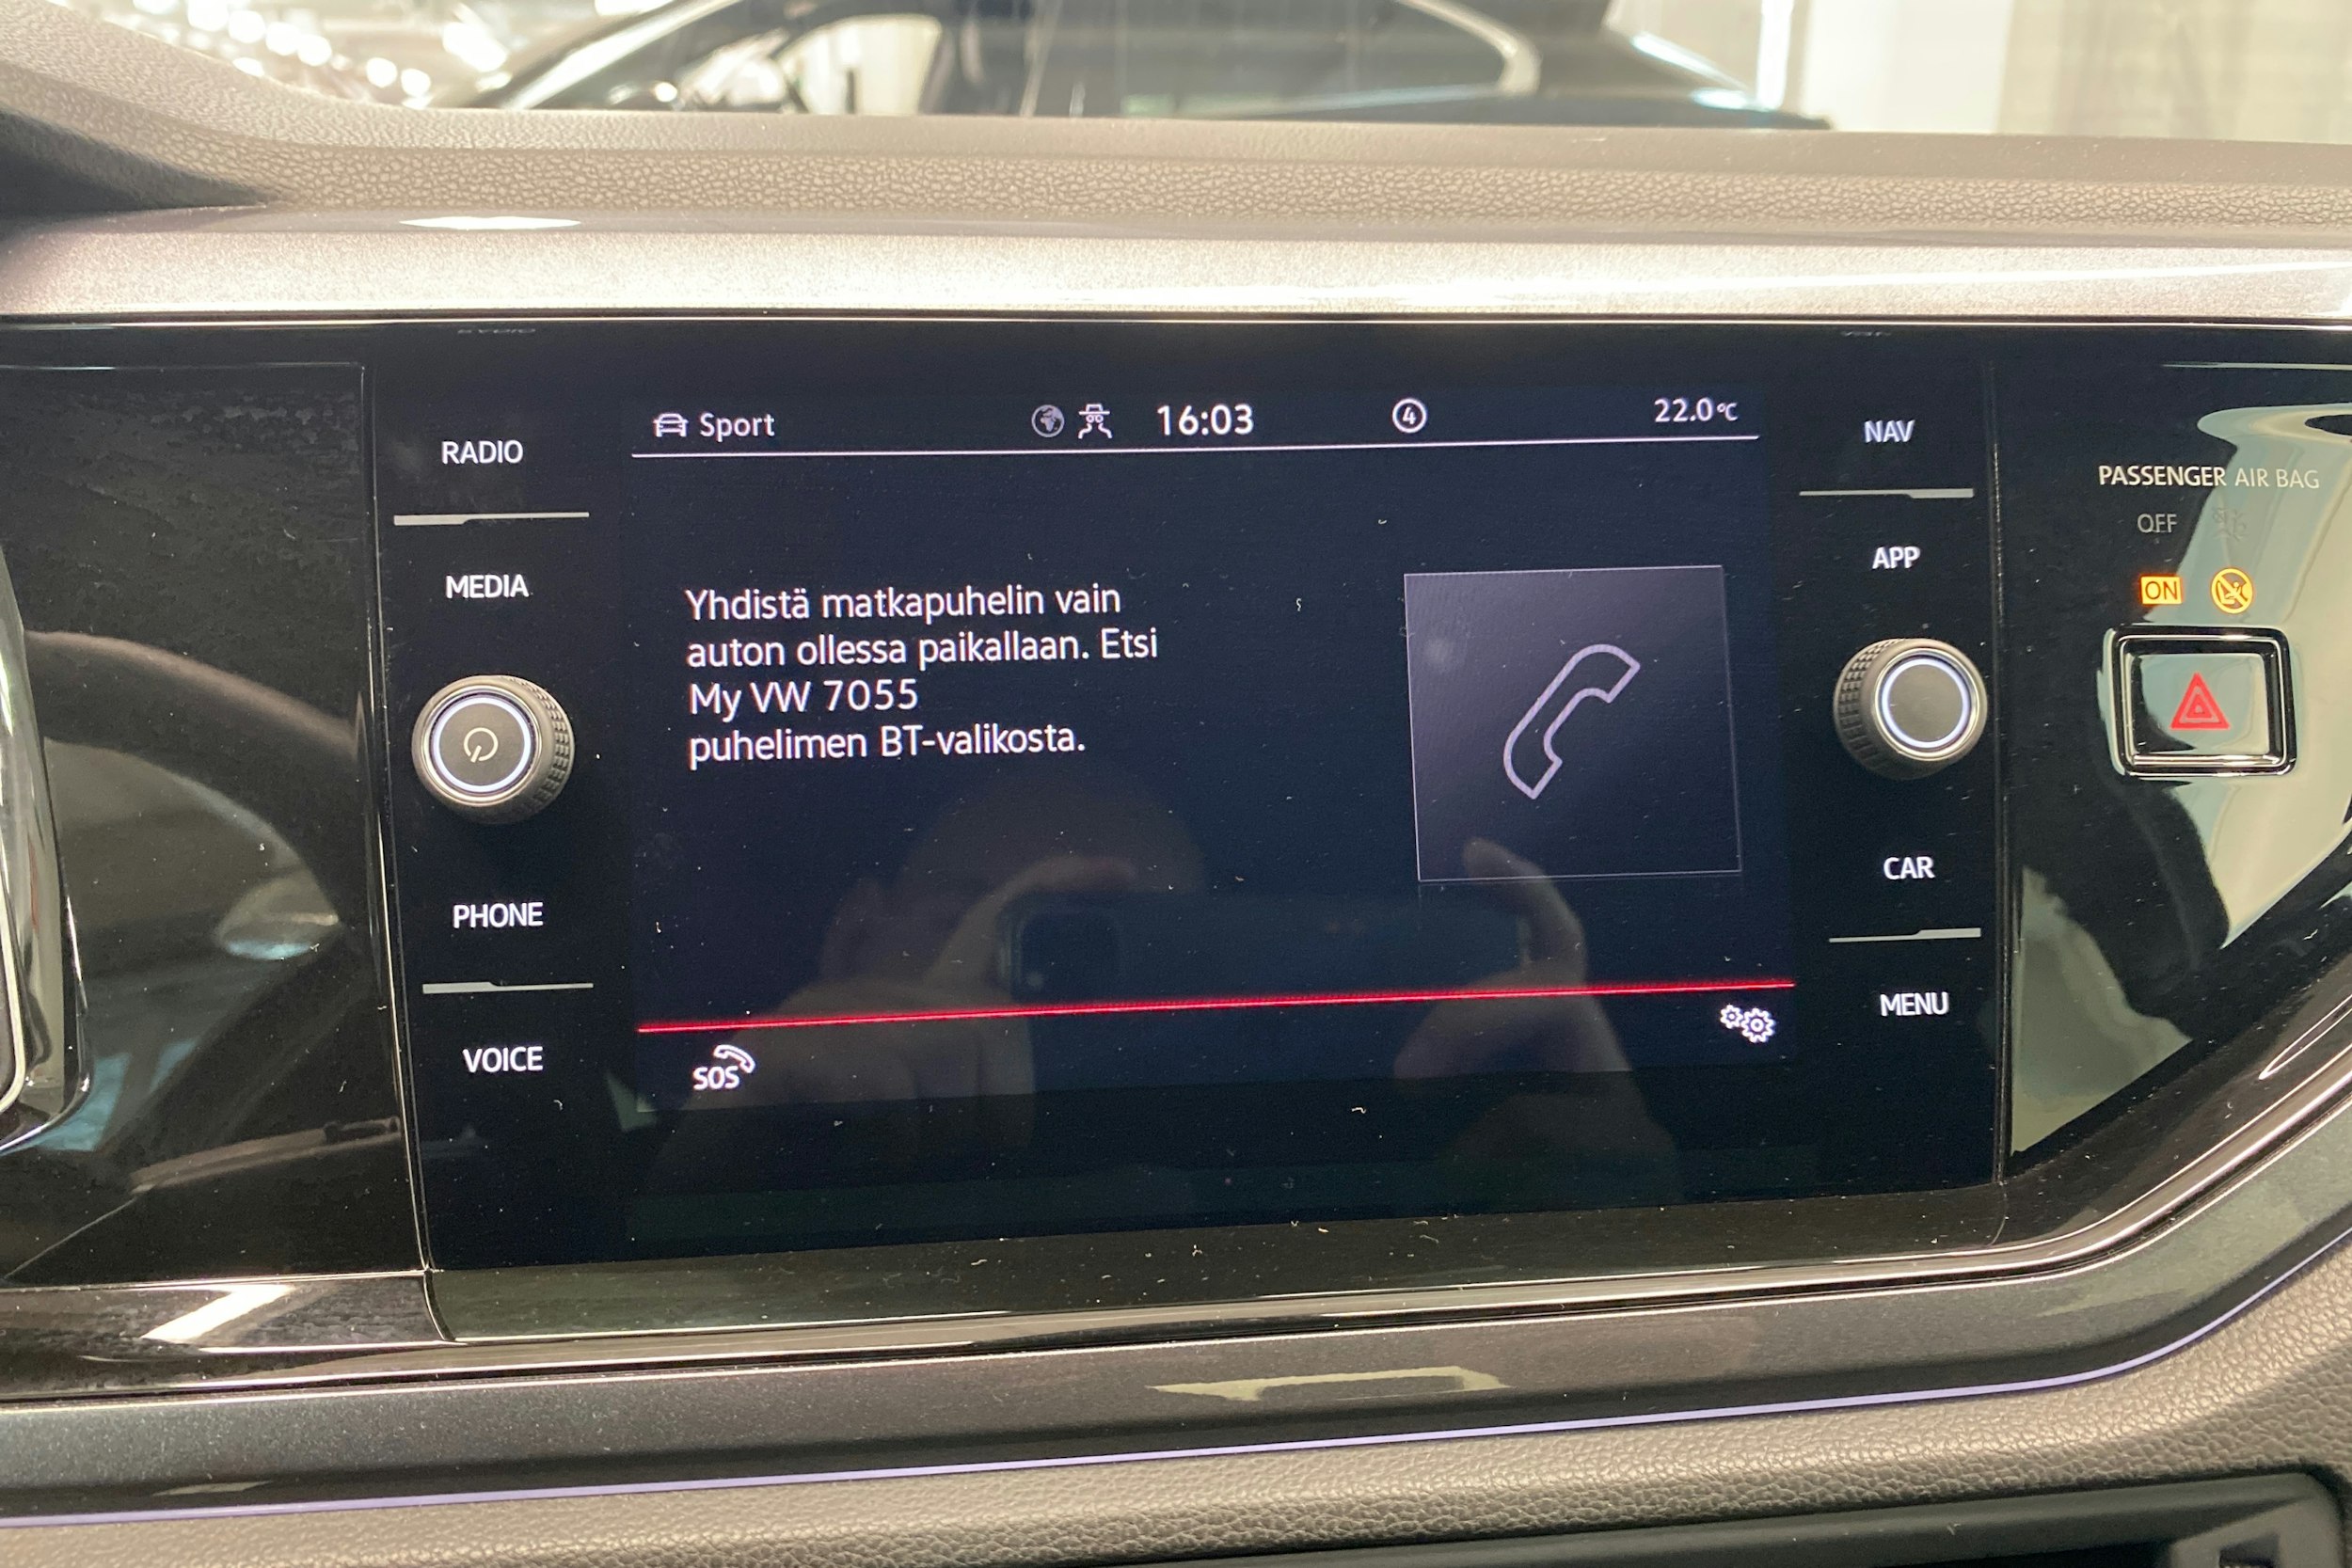 RADIO
MEDIA
PHONE
VOICE
Sport
16:03
4
22.0°C
Yhdistä matkapuhelin vain
auton ollessa paikallaan. Etsi
My VW 7055
puhelimen BT-valikosta.
SOS
NAV
APP
CAR
MENU
PASSENGER AIR BAG
OFF
ON